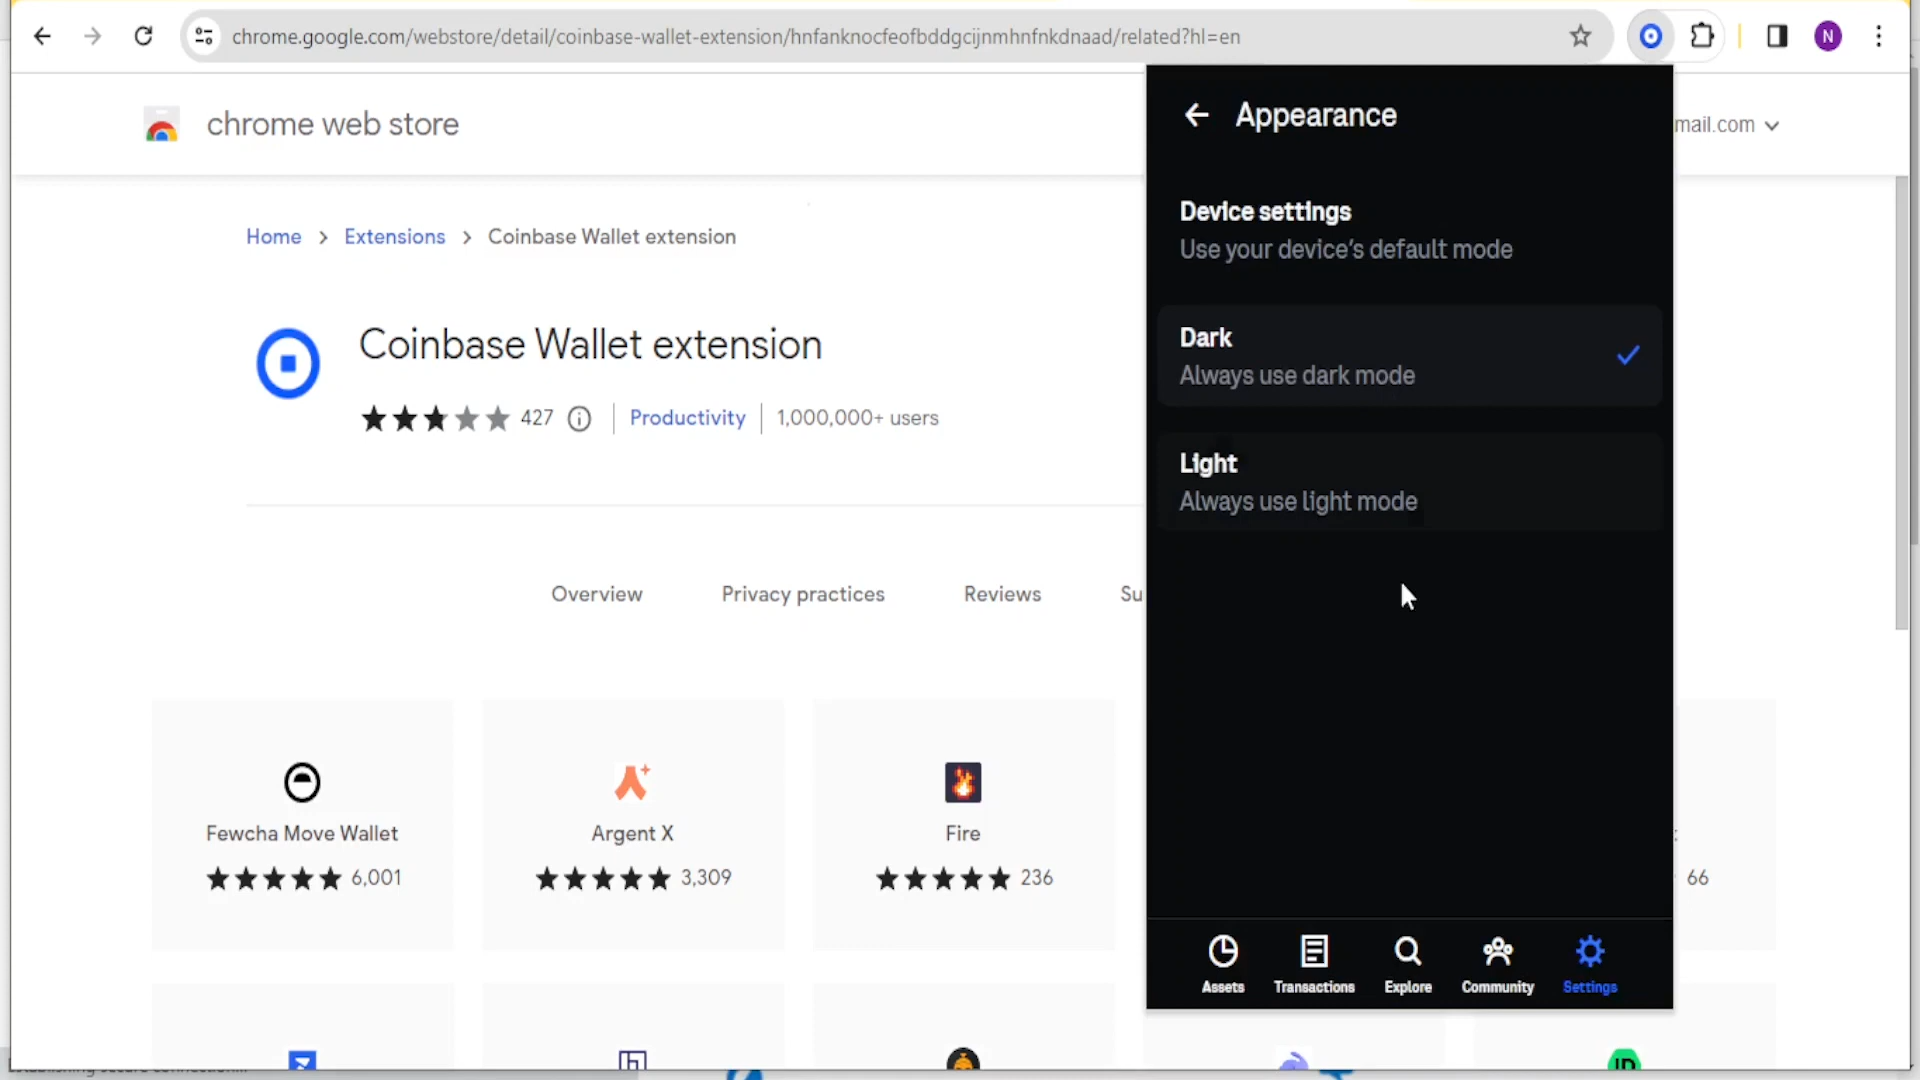 chrome.google.com/webstore/detail/coinbase-wallet-extension/hnfanknocfeofbddgcijnmhnfnkdnaad/related?hl=en
N
chrome web store
mail.com
Home > Extensions > Coinbase Wallet extension
Coinbase Wallet extension
427 | Productivity | 1,000,000+ users
Overview
Privacy practices
Reviews
Su
Fewcha Move Wallet
6,001
Argent X
3,309
Fire
236
66
Appearance
Device settings
Use your device's default mode
Dark
Always use dark mode
Light
Always use light mode
Assets
Transactions
Explore
Community
Settings